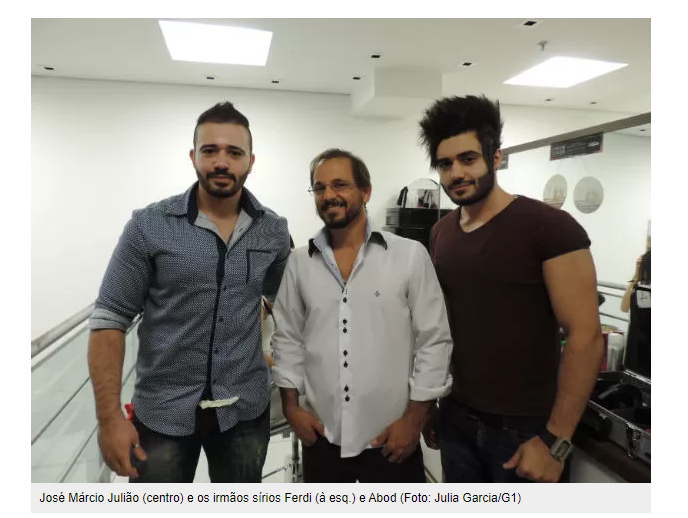 José Márcio Julião (centro) e os irmãos sírios Ferdi (à esq.) e Abod (Foto: Julia Garcia/G1)